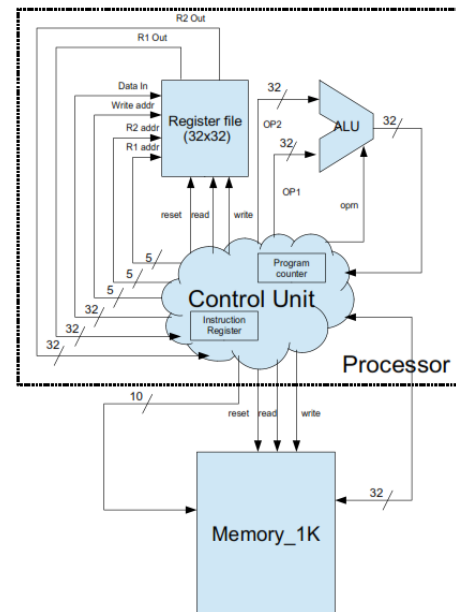 R2 Out
R1 Out
Data In
Write addr
R2 addr
R1 addr
Register file
(32x32)
32
OP2
32
OP1
ALU
32
oprn
reset
read
write
5
5
5
32
32
32
Program
counter
Control Unit
Instruction
Register
Processor
10
reset
read
write
32
Memory_1K